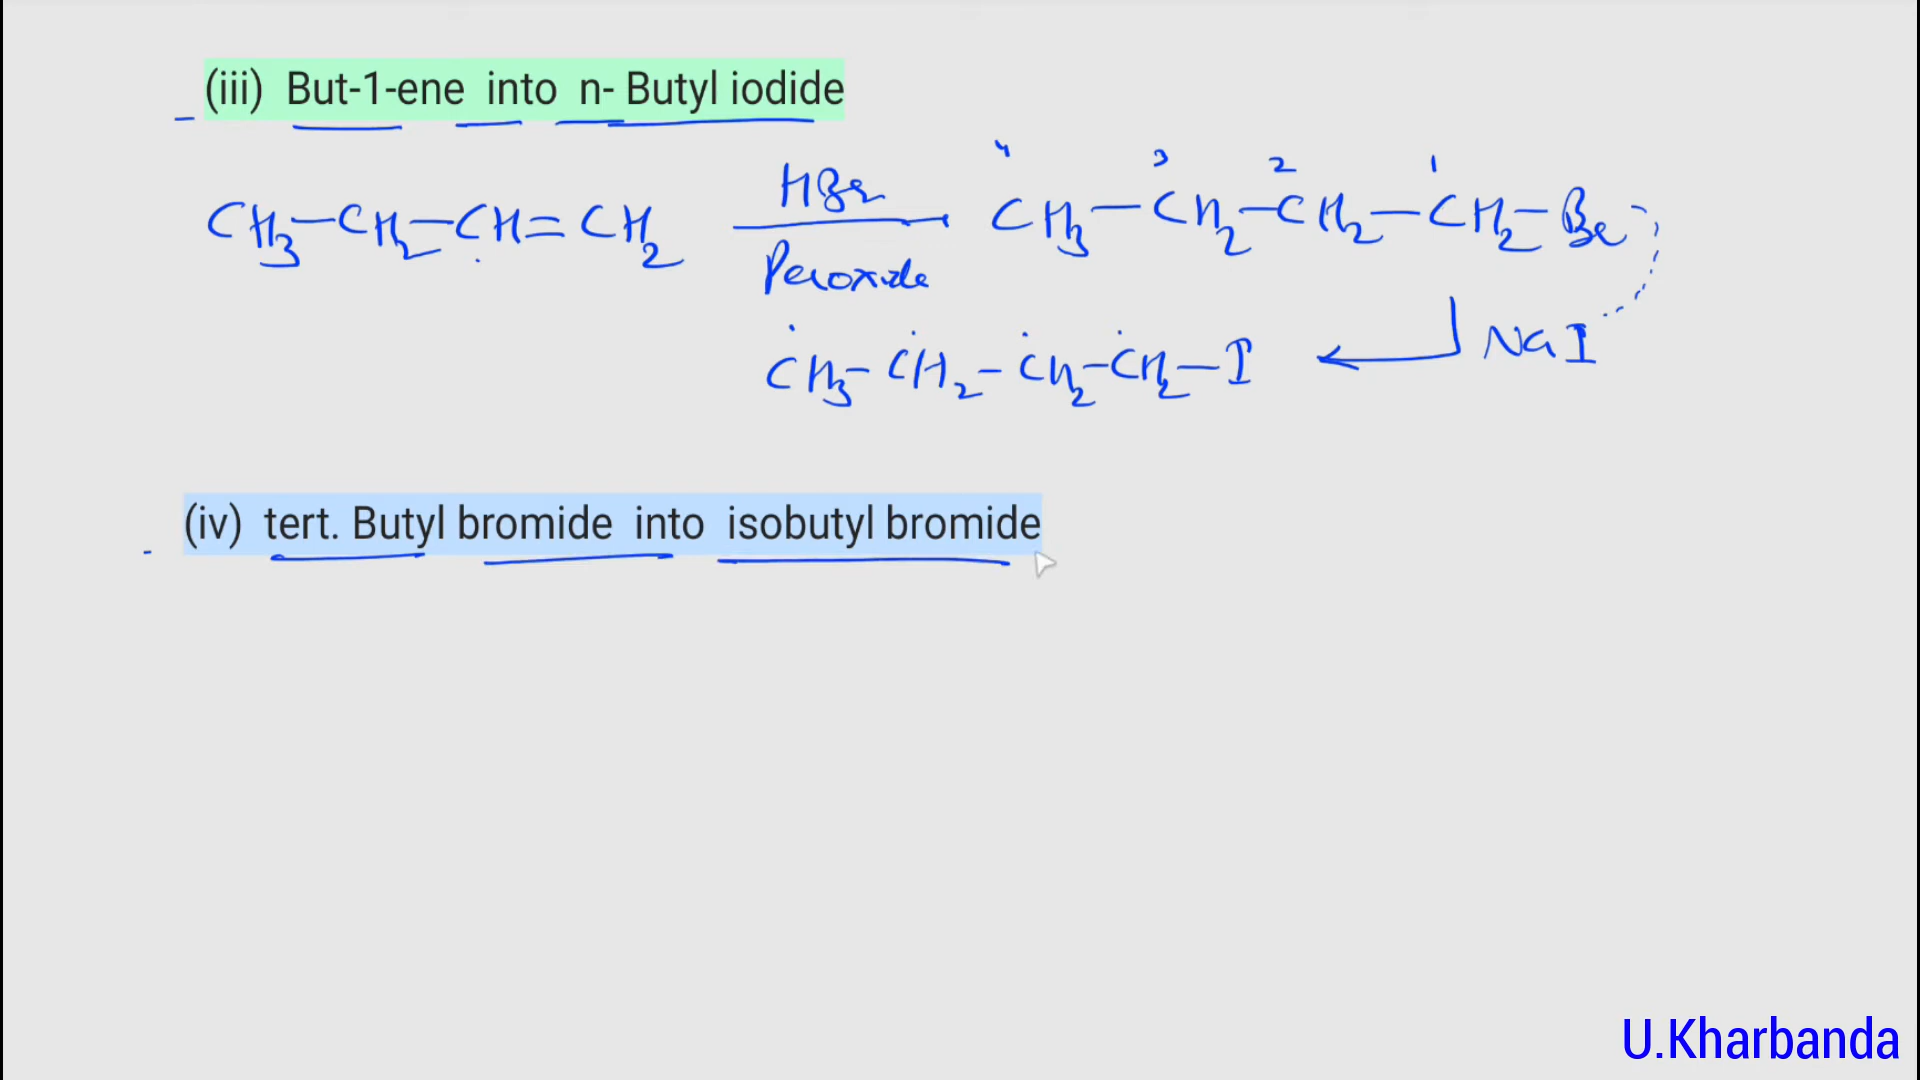 (iii) But-1-ene into n- Butyl iodide
4 3 2 1
CH3-CH2-CH=CH2 HBr Peroxide CH3-CH2-CH2-CH2-Br
CH3-CH2-CH2-CH2-I NaI
(iv) tert. Butyl bromide into isobutyl bromide
U.Kharbanda